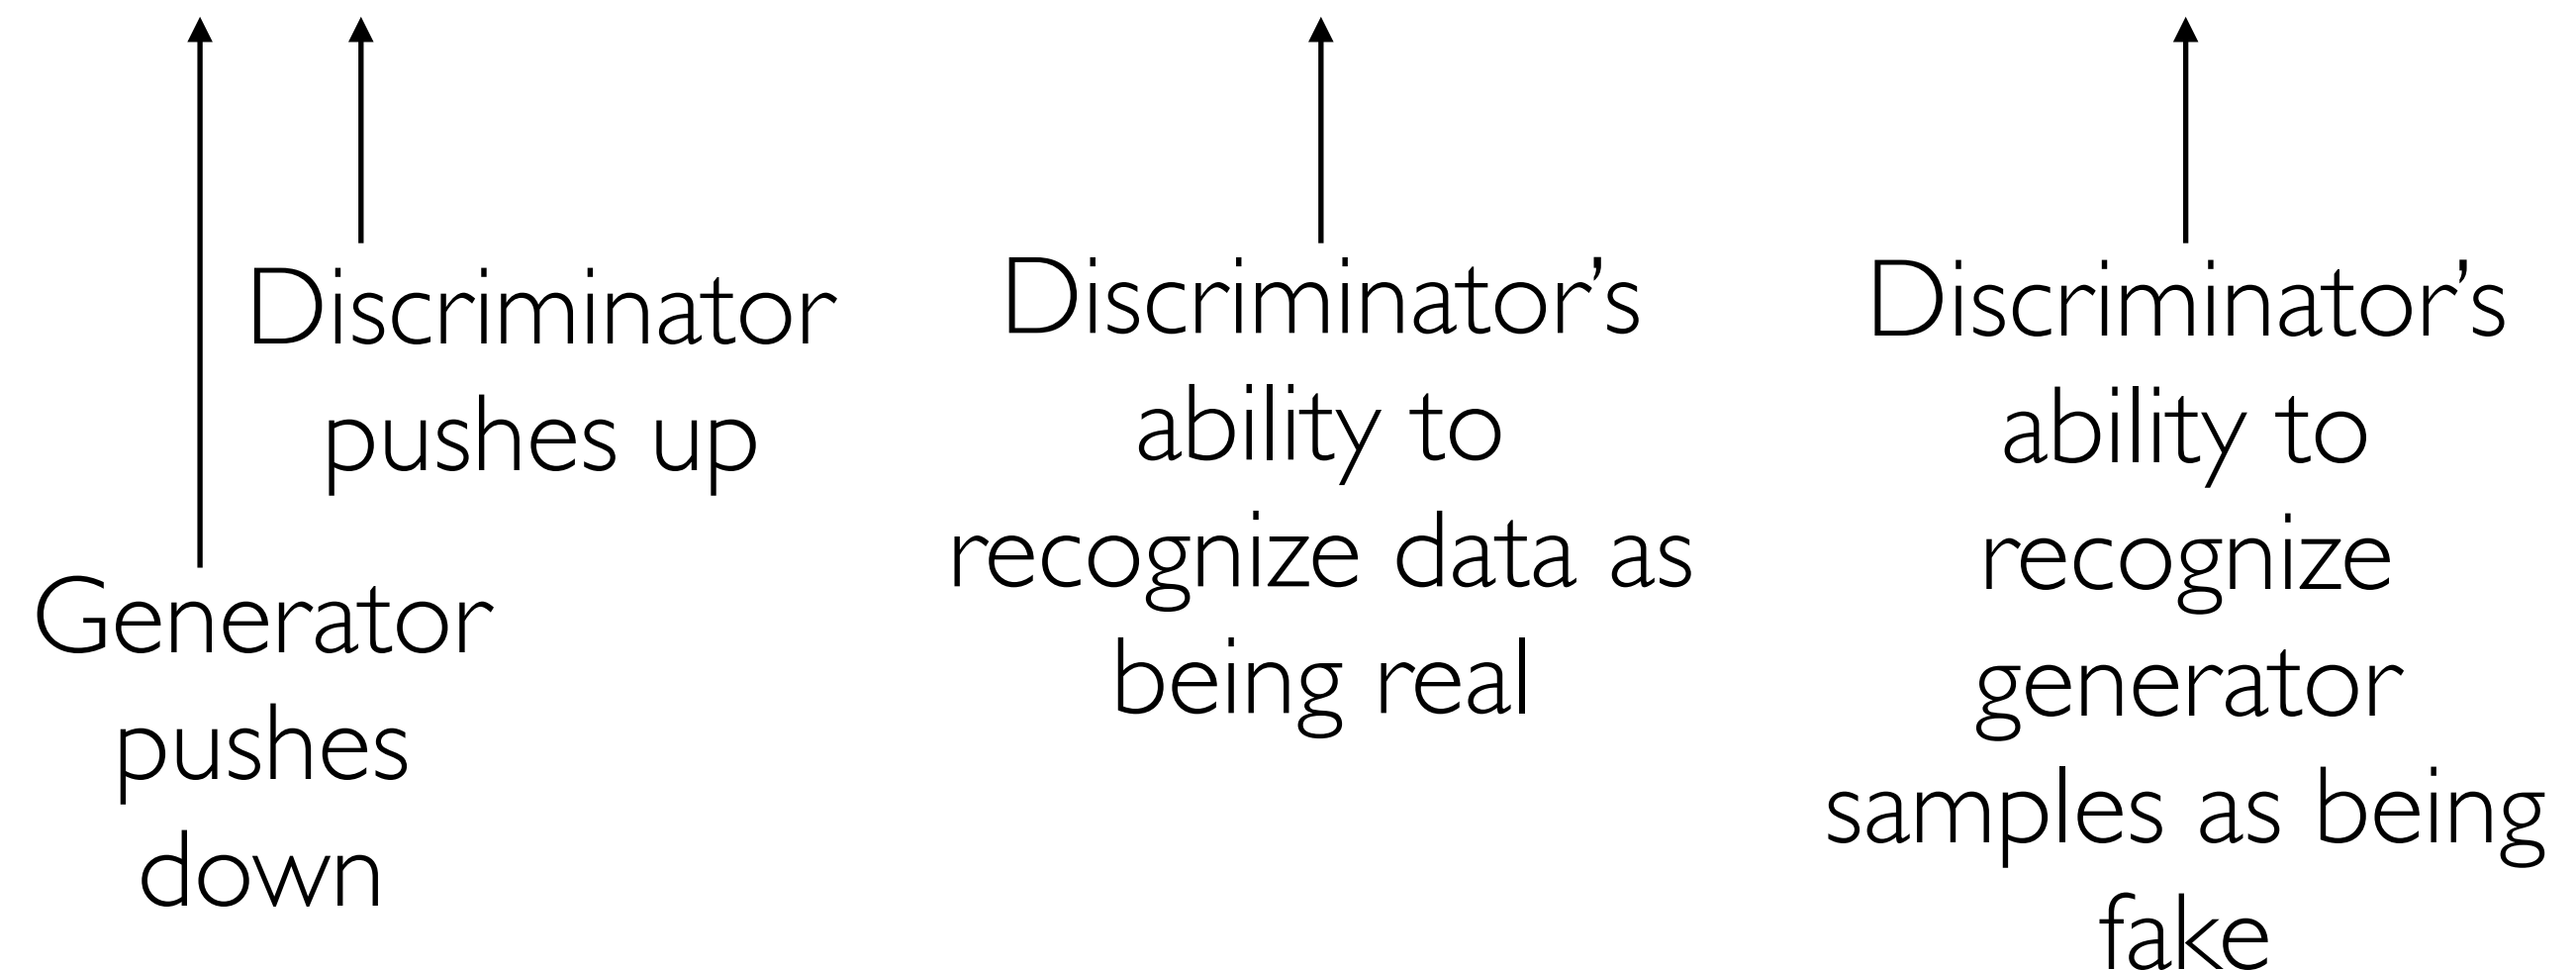 Discriminator
pushes up
Generator
pushes
down
Discriminator’s
ability to
recognize data as
being real
Discriminator’s
ability to
recognize
generator
samples as being
fake